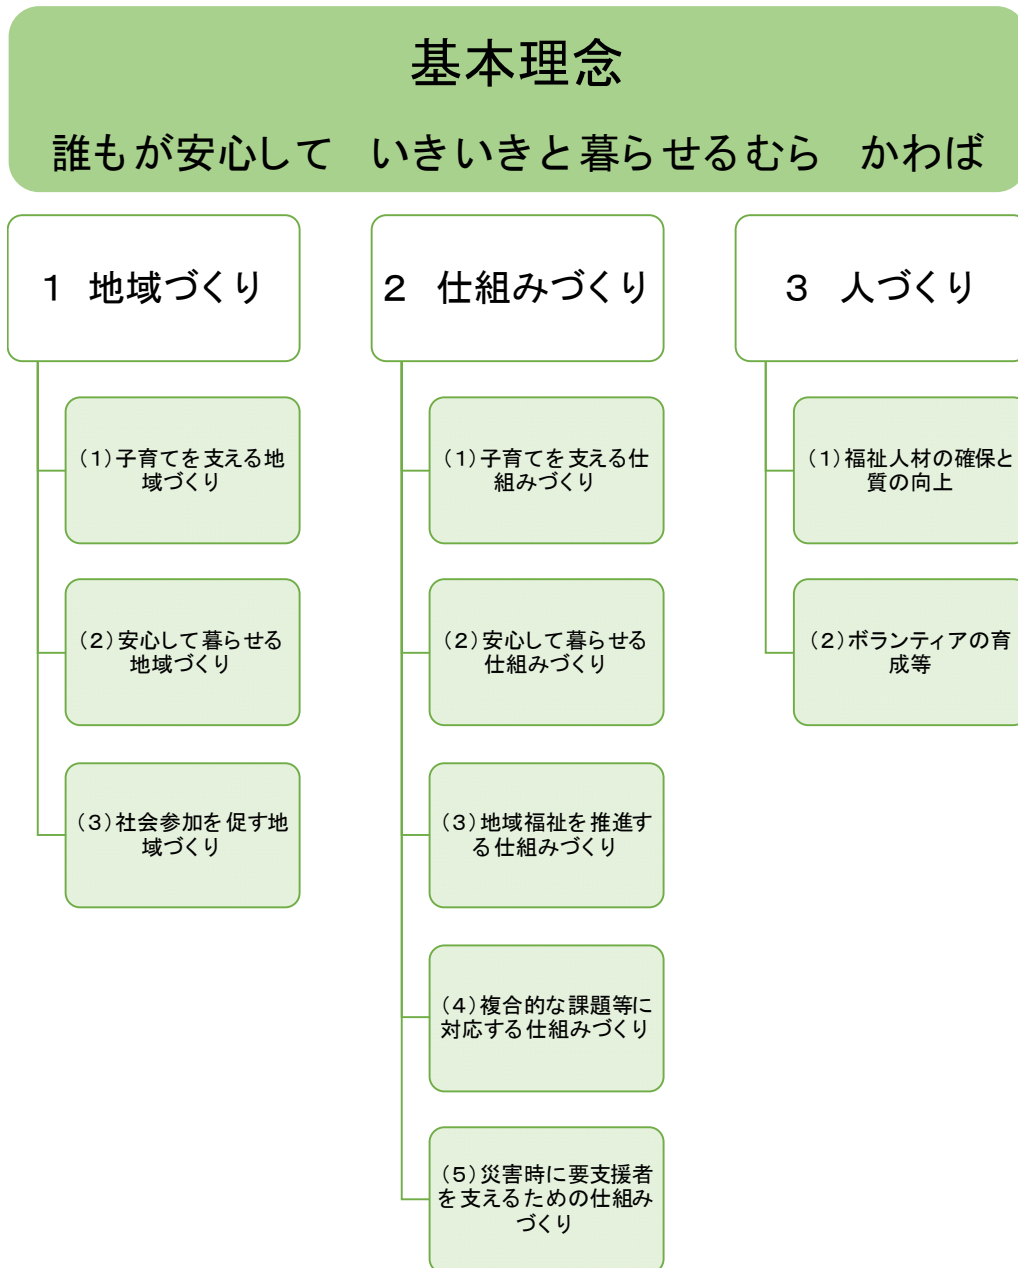 基本理念
誰もが安心して　いきいきと暮らせるむら　かわば
１　地域づくり
（１）子育てを支える地
域づくり
（２）安心して暮らせる
地域づくり
（３）社会参加を促す地
域づくり
２　仕組みづくり
（１）子育てを支える仕
組みづくり
（２）安心して暮らせる
仕組みづくり
（３）地域福祉を推進す
る仕組みづくり
（４）複合的な課題等に
対応する仕組みづくり
（５）災害時に要支援者
を支えるための仕組み
づくり
３　人づくり
（１）福祉人材の確保と
質の向上
（２）ボランティアの育
成等